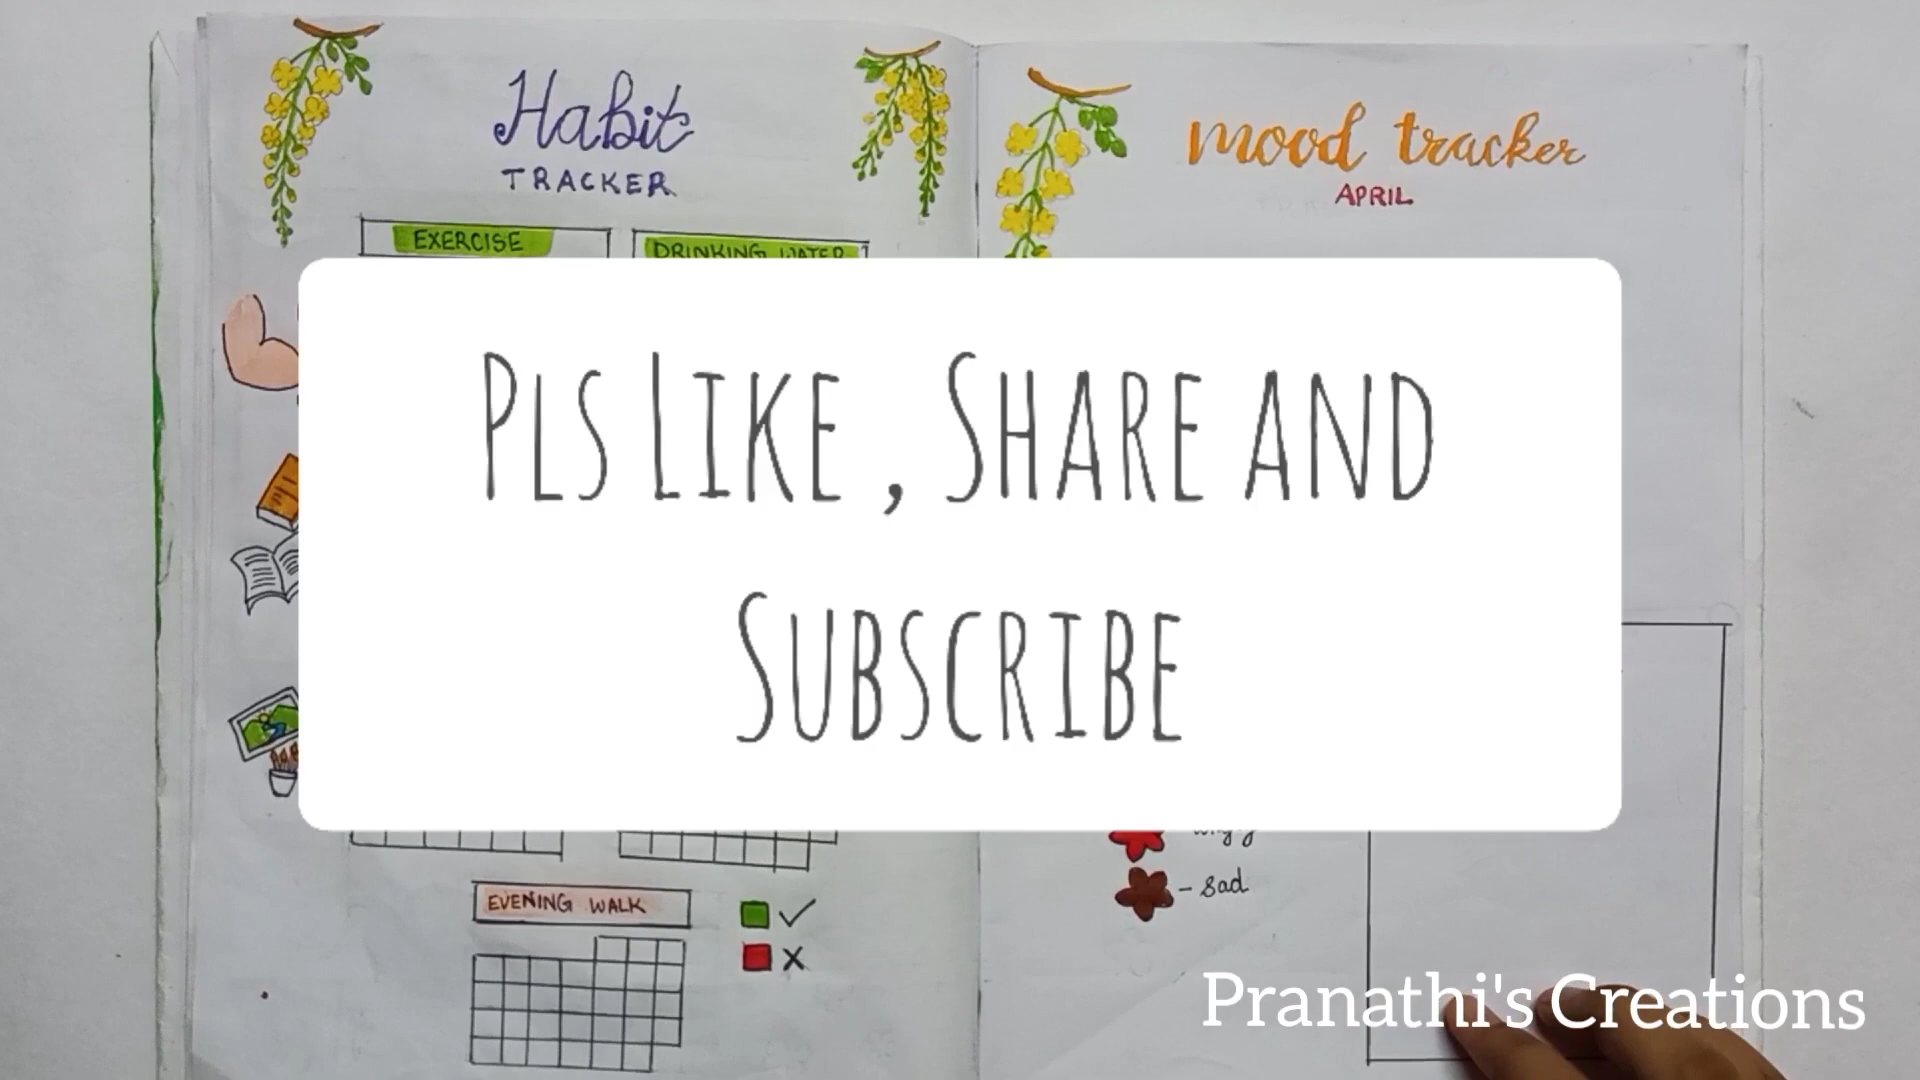 Habit
TRACKER
mood tracker
APRIL
EXERCISE
DRINKING WATER
Pls Like , Share and
Subscribe
- sad
EVENING WALK
Pranathi's Creations